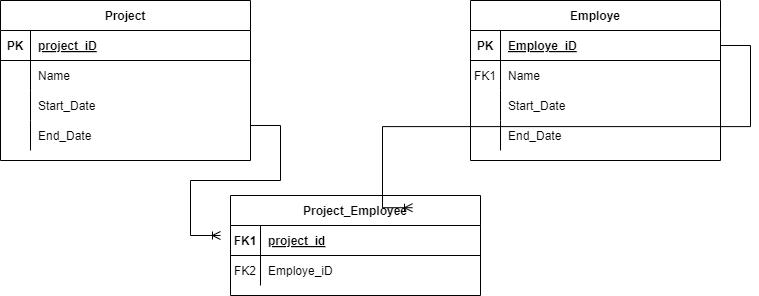 Project
PK project_iD
Name
Start_Date
End_Date
Employe
PK Employe_iD
FK1 Name
Start_Date
End_Date
Project_Employee
FK1 project_id
FK2 Employe_iD